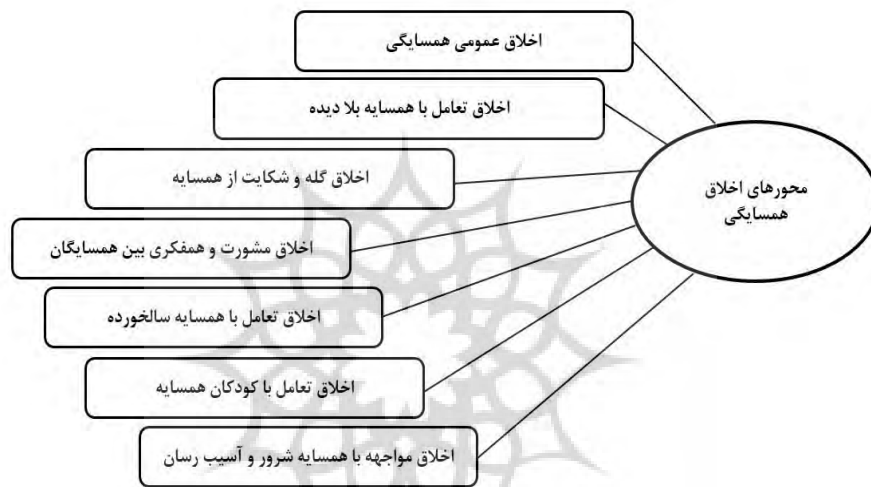 اخلاق عمومی همسایگی
اخلاق تعامل با همسایه بلا دیده
اخلاق گله و شکایت از همسایه
اخلاق مشورت و همفکری بین همسایگان
اخلاق تعامل با همسایه سالخورده
اخلاق تعامل با کودکان همسایه
اخلاق مواجهه با همسایه شرور و آسیب رسان
محورهای اخلاق
همسایگی